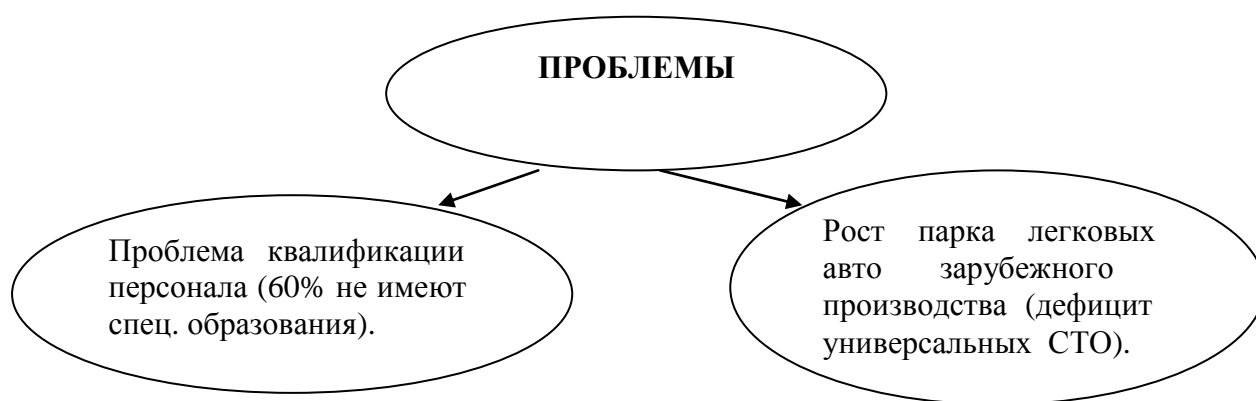 ПРОБЛЕМЫ
Проблема квалификации
персонала (60% не имеют
спец. образования).
Рост парка легковых
авто зарубежного
производства (дефицит
универсальных СТО).